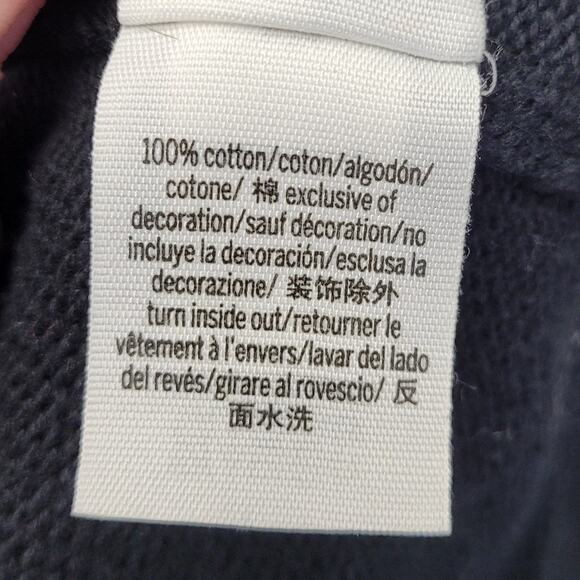 100% cotton/coton/algodón/
cotone/ 棉 exclusive of
decoration/sauf décoration/no
incluye la decoración/esclusa la
decorazione/ 装饰除外
turn inside out/retourner le
vêtement à l'envers/lavar del lado
del revés/girare al rovescio/ 反
面水洗